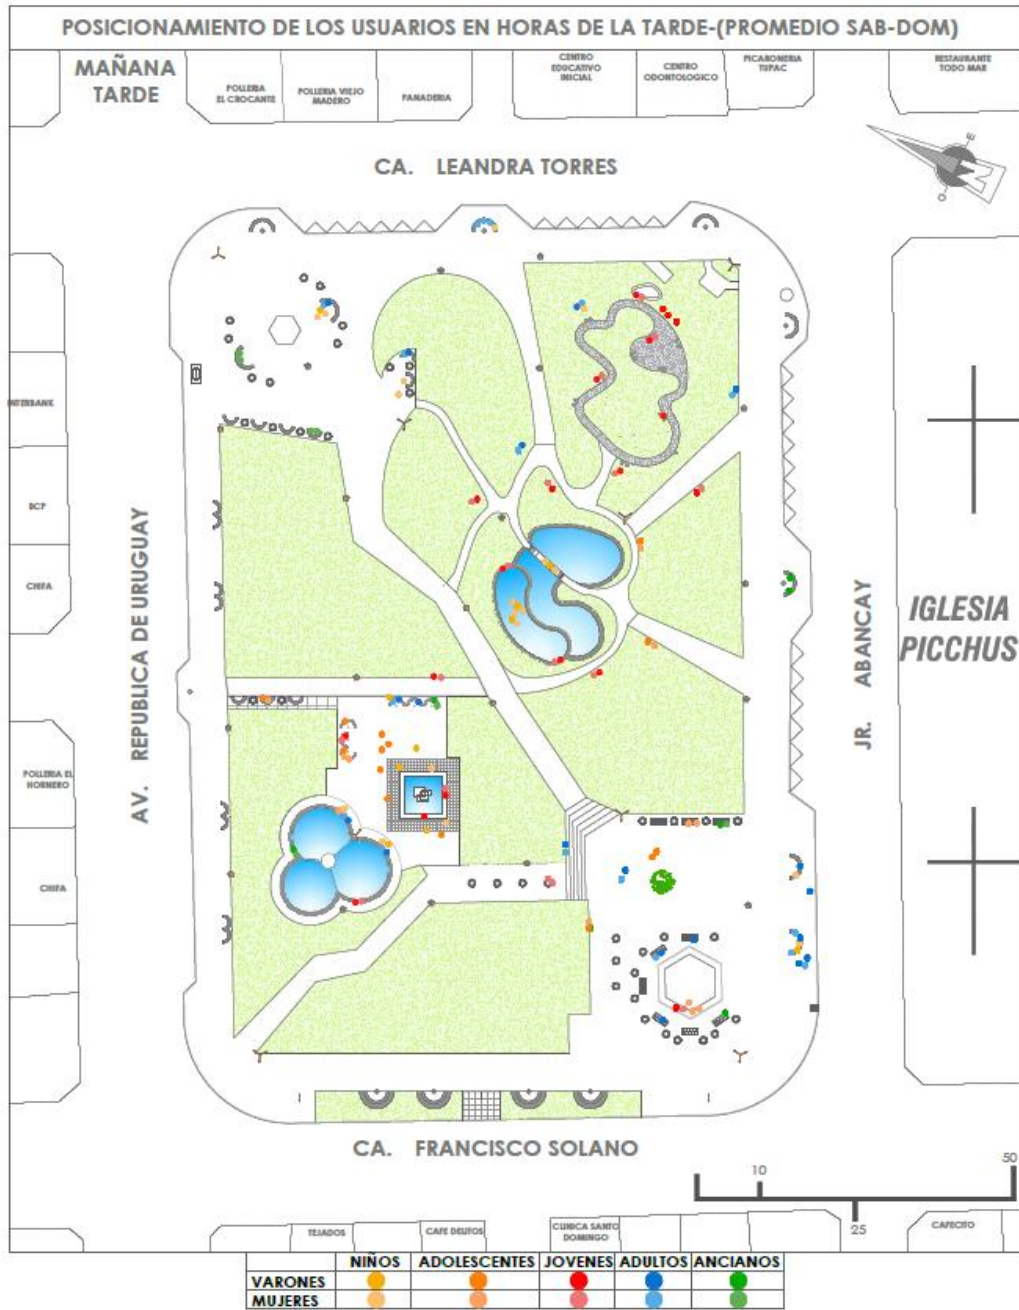 POSICIONAMIENTO DE LOS USUARIOS EN HORAS DE LA TARDE-(PROMEDIO SAB-DOM)
MAÑANA
TARDE
POLLERIA
EL CROCANTE
POLLERIA VIEJO
MADERO
PANADERIA
CENTRO
EDUCATIVO
INICIAL
CENTRO
ODONTOLOGICO
PICARONERIA
TUPAC
RESTAURANTE
TODO MAR
CA. LEANDRA TORRES
E
O
INTERBANK
BCP
CHIFA
POLLERIA EL
HORNERO
CHIFA
AV. REPUBLICA DE URUGUAY
JR. ABANCAY
IGLESIA
PICCHUS
CA. FRANCISCO SOLANO
10
50
25
TEJADOS
CLINICA SANTO
DOMINGO
CAFECITO
NIÑOS ADOLESCENTES JOVENES ADULTOS ANCIANOS
VARONES
MUJERES